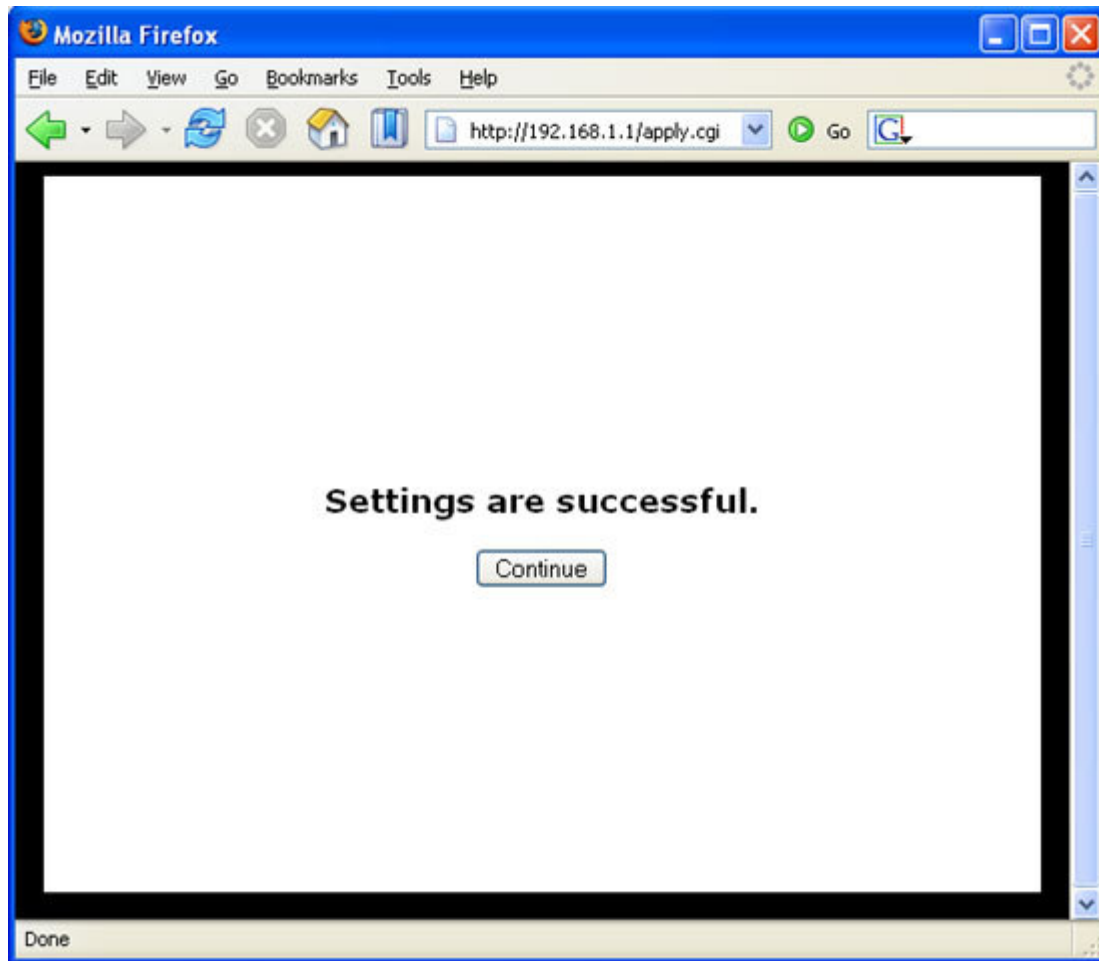 Mozilla Firefox
File Edit View Go Bookmarks Tools Help
http://192.168.1.1/apply.cgi Go G
Settings are successful.
Continue
Done